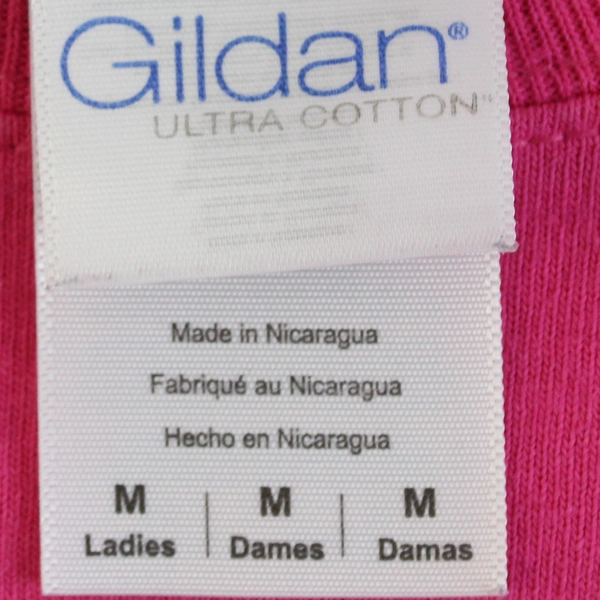 Gildan®
ULTRA COTTON™
Made in Nicaragua
Fabriqué au Nicaragua
Hecho en Nicaragua
M | M | M
Ladies | Dames | Damas